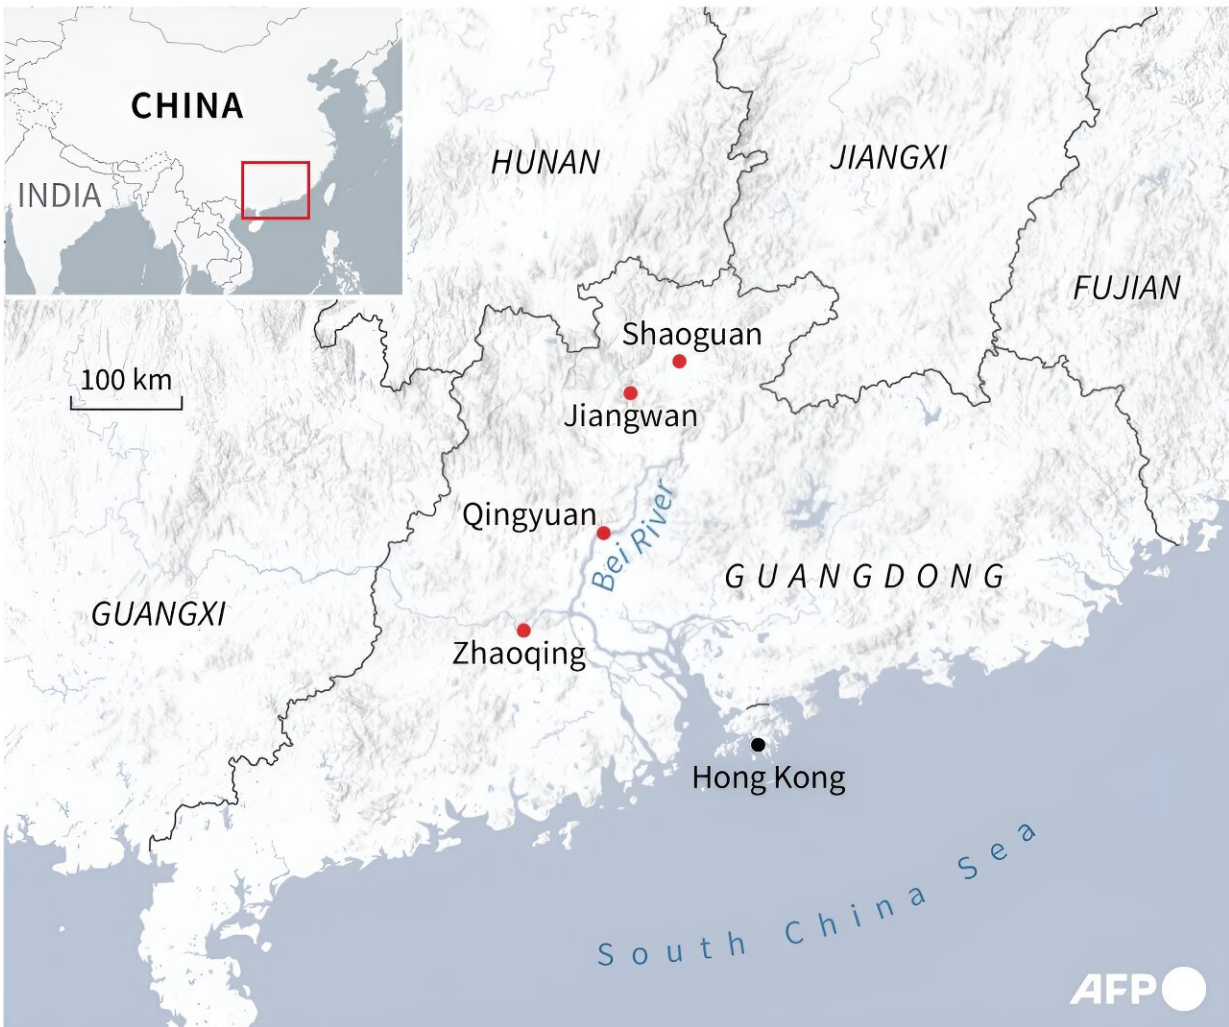 CHINA
INDIA
HUNAN
JIANGXI
FUJIAN
Shaoguan
100 km
Jiangwan
Qingyuan
Bei River
GUANGDONG
GUANGXI
Zhaoqing
Hong Kong
South China Sea
AFP